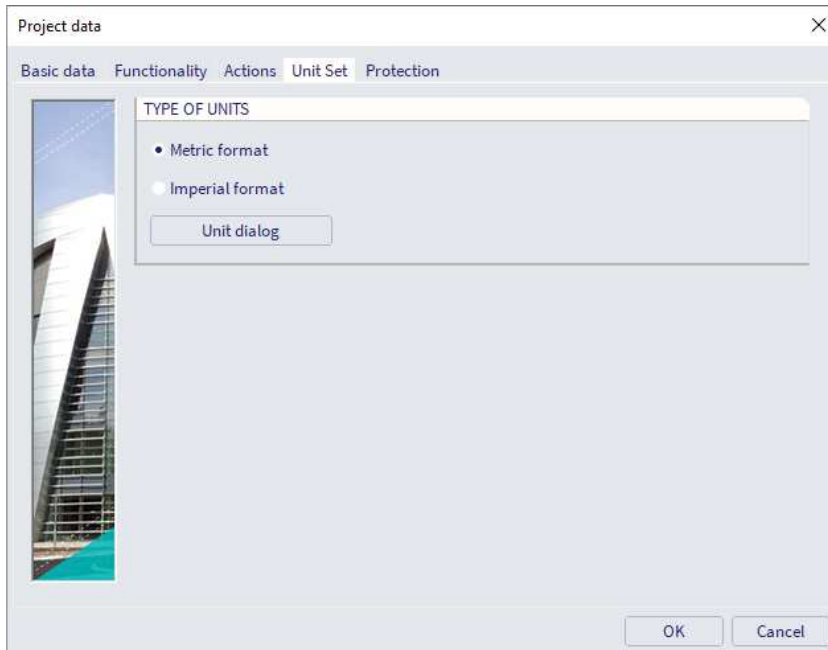 Project data
Basic data Functionality Actions Unit Set Protection
TYPE OF UNITS
Metric format
Imperial format
Unit dialog
OK Cancel